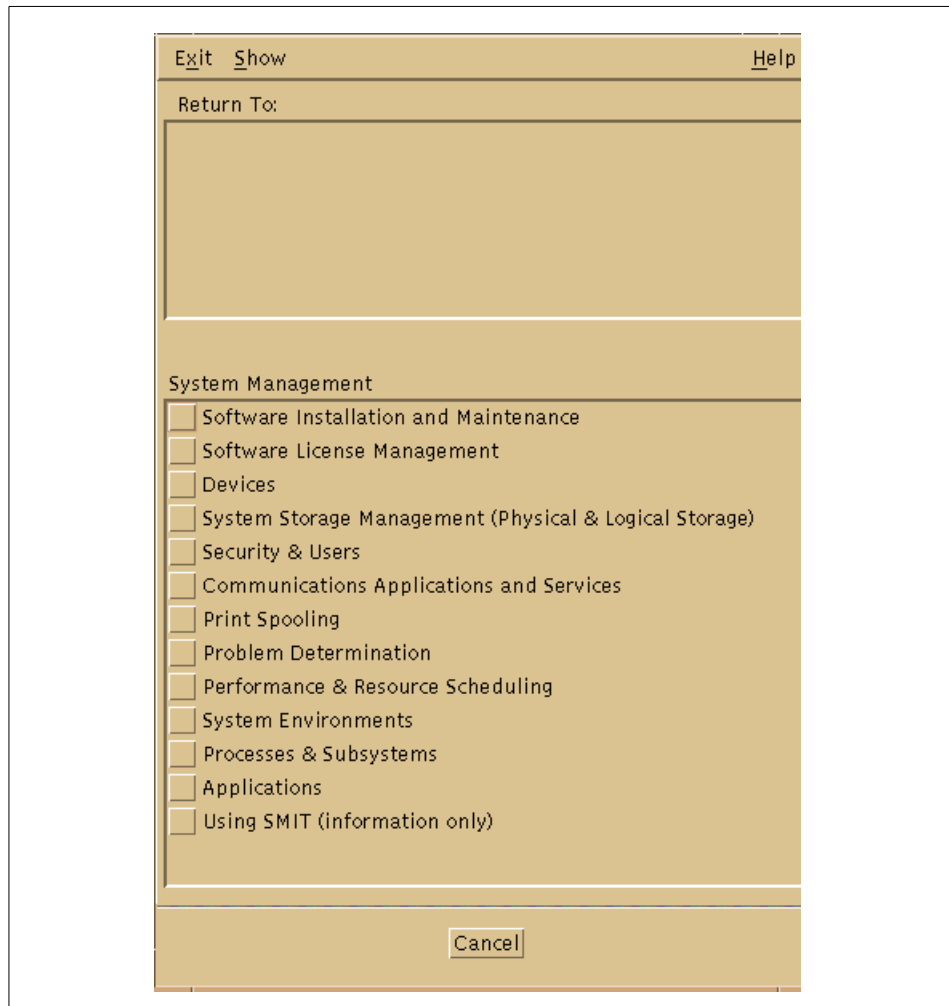 Exit Show Help
Return To:
System Management
Software Installation and Maintenance
Software License Management
Devices
System Storage Management (Physical & Logical Storage)
Security & Users
Communications Applications and Services
Print Spooling
Problem Determination
Performance & Resource Scheduling
System Environments
Processes & Subsystems
Applications
Using SMIT (information only)
Cancel